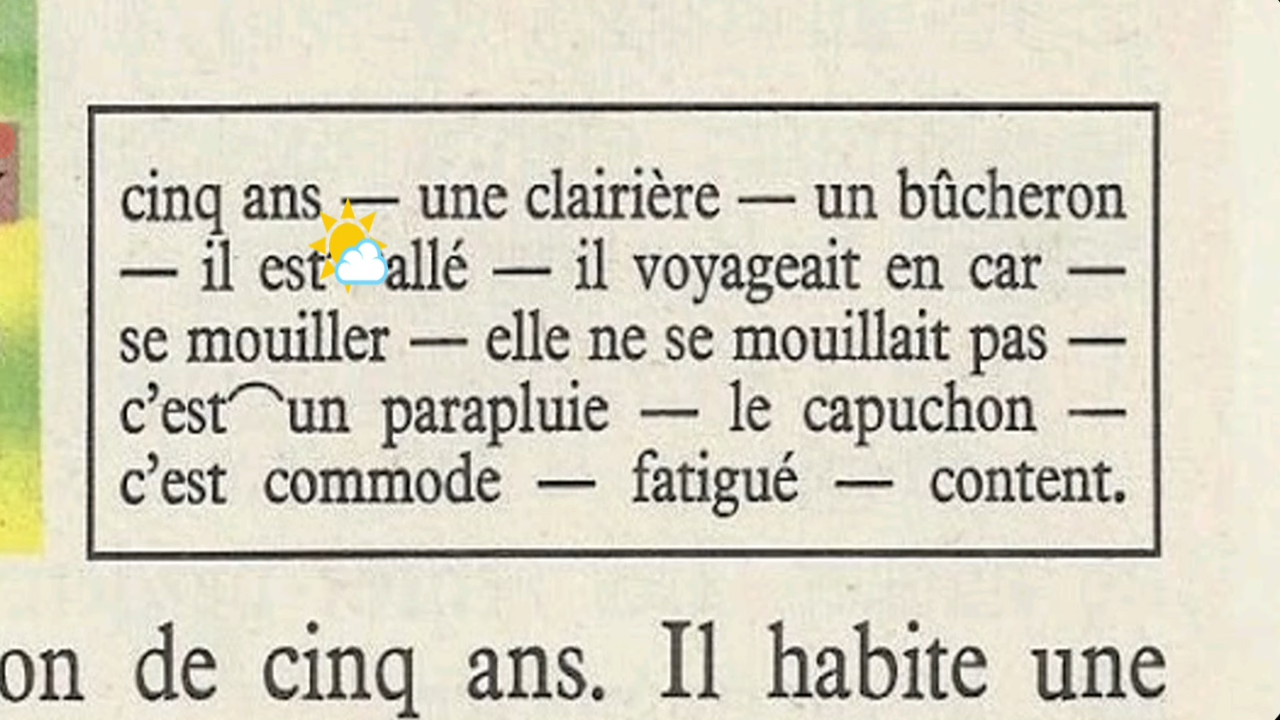 cinq ans — une clairière — un bûcheron
— il est allé — il voyageait en car —
se mouiller — elle ne se mouillait pas —
c’est un parapluie — le capuchon —
c’est commode — fatigué — content.
on de cinq ans. Il habite une